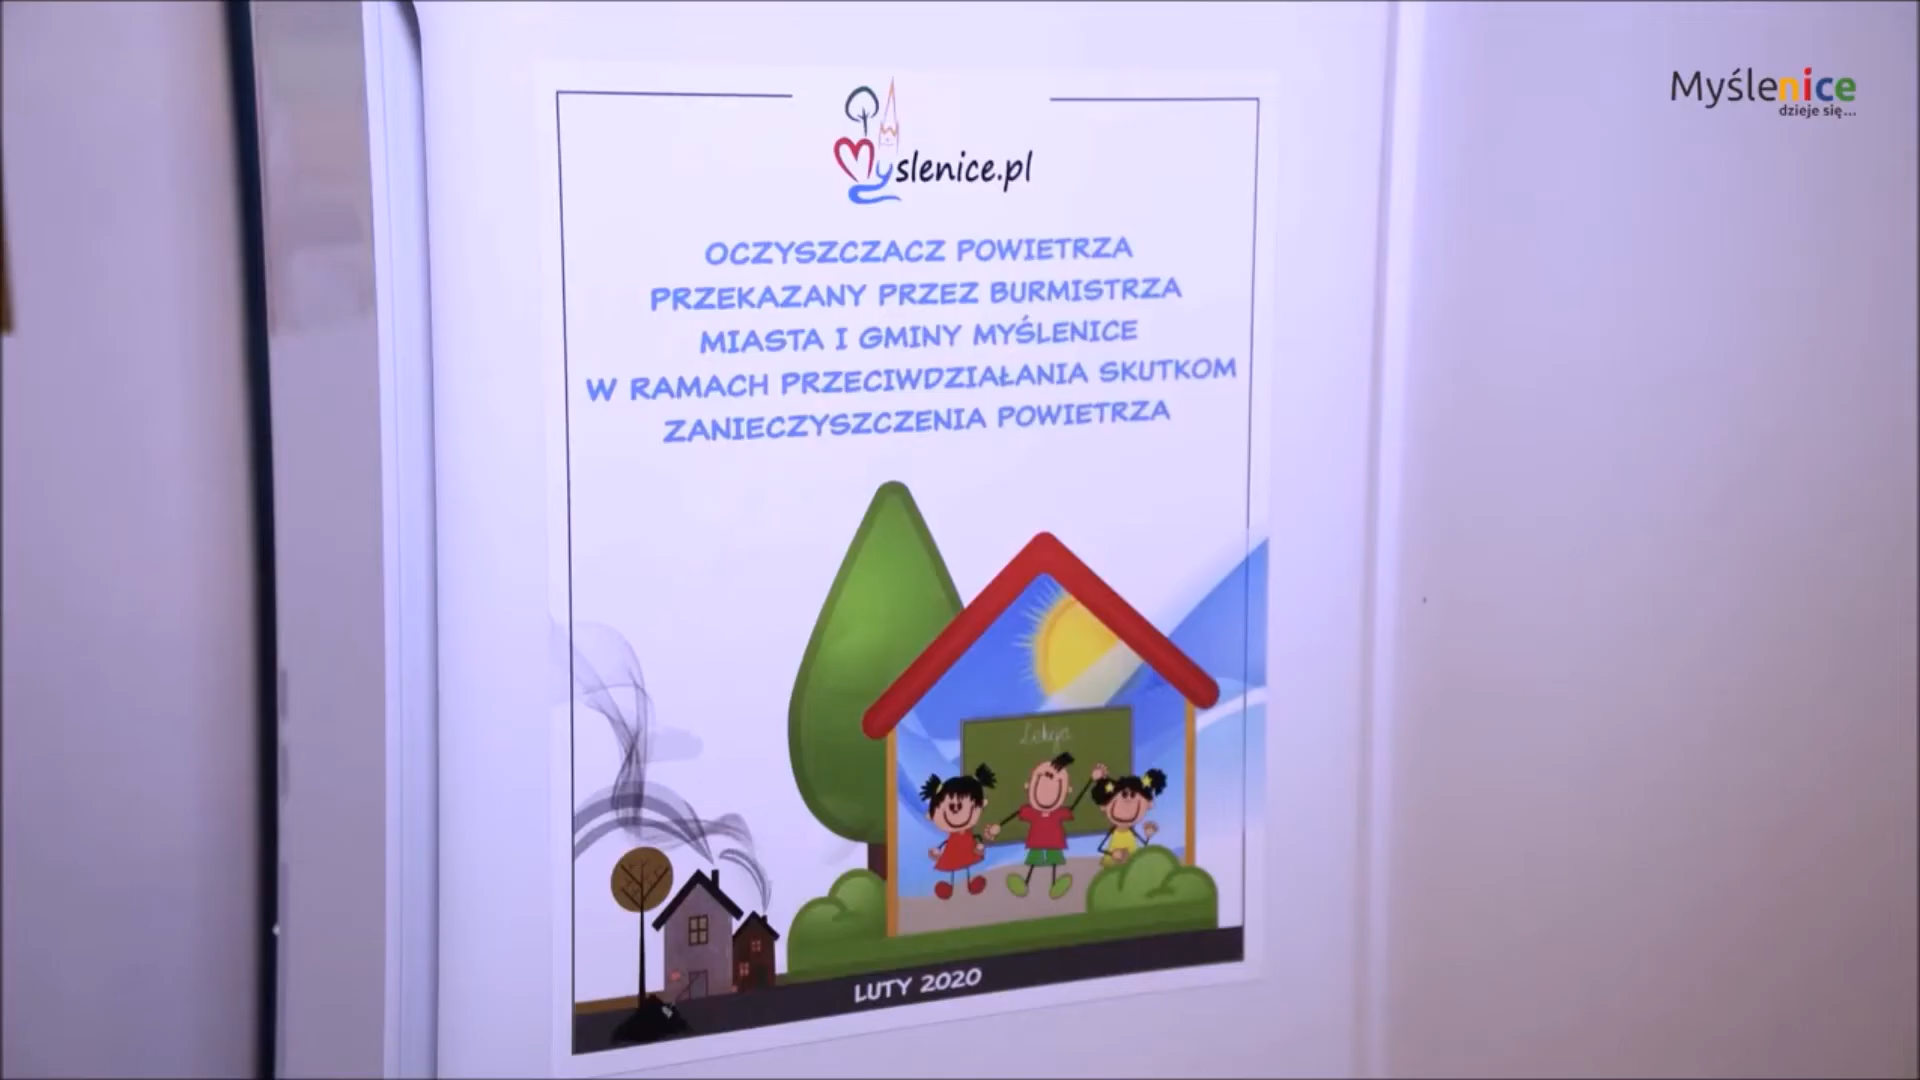 Myślenice
dzieje się...
Myslenice.pl
OCZYSZCZACZ POWIETRZA
PRZEKAZANY PRZEZ BURMISTRZA
MIASTA I GMINY MYŚLENICE
W RAMACH PRZECIWDZIAŁANIA SKUTKOM
ZANIECZYSZCZENIA POWIETRZA
Lekcja
LUTY 2020